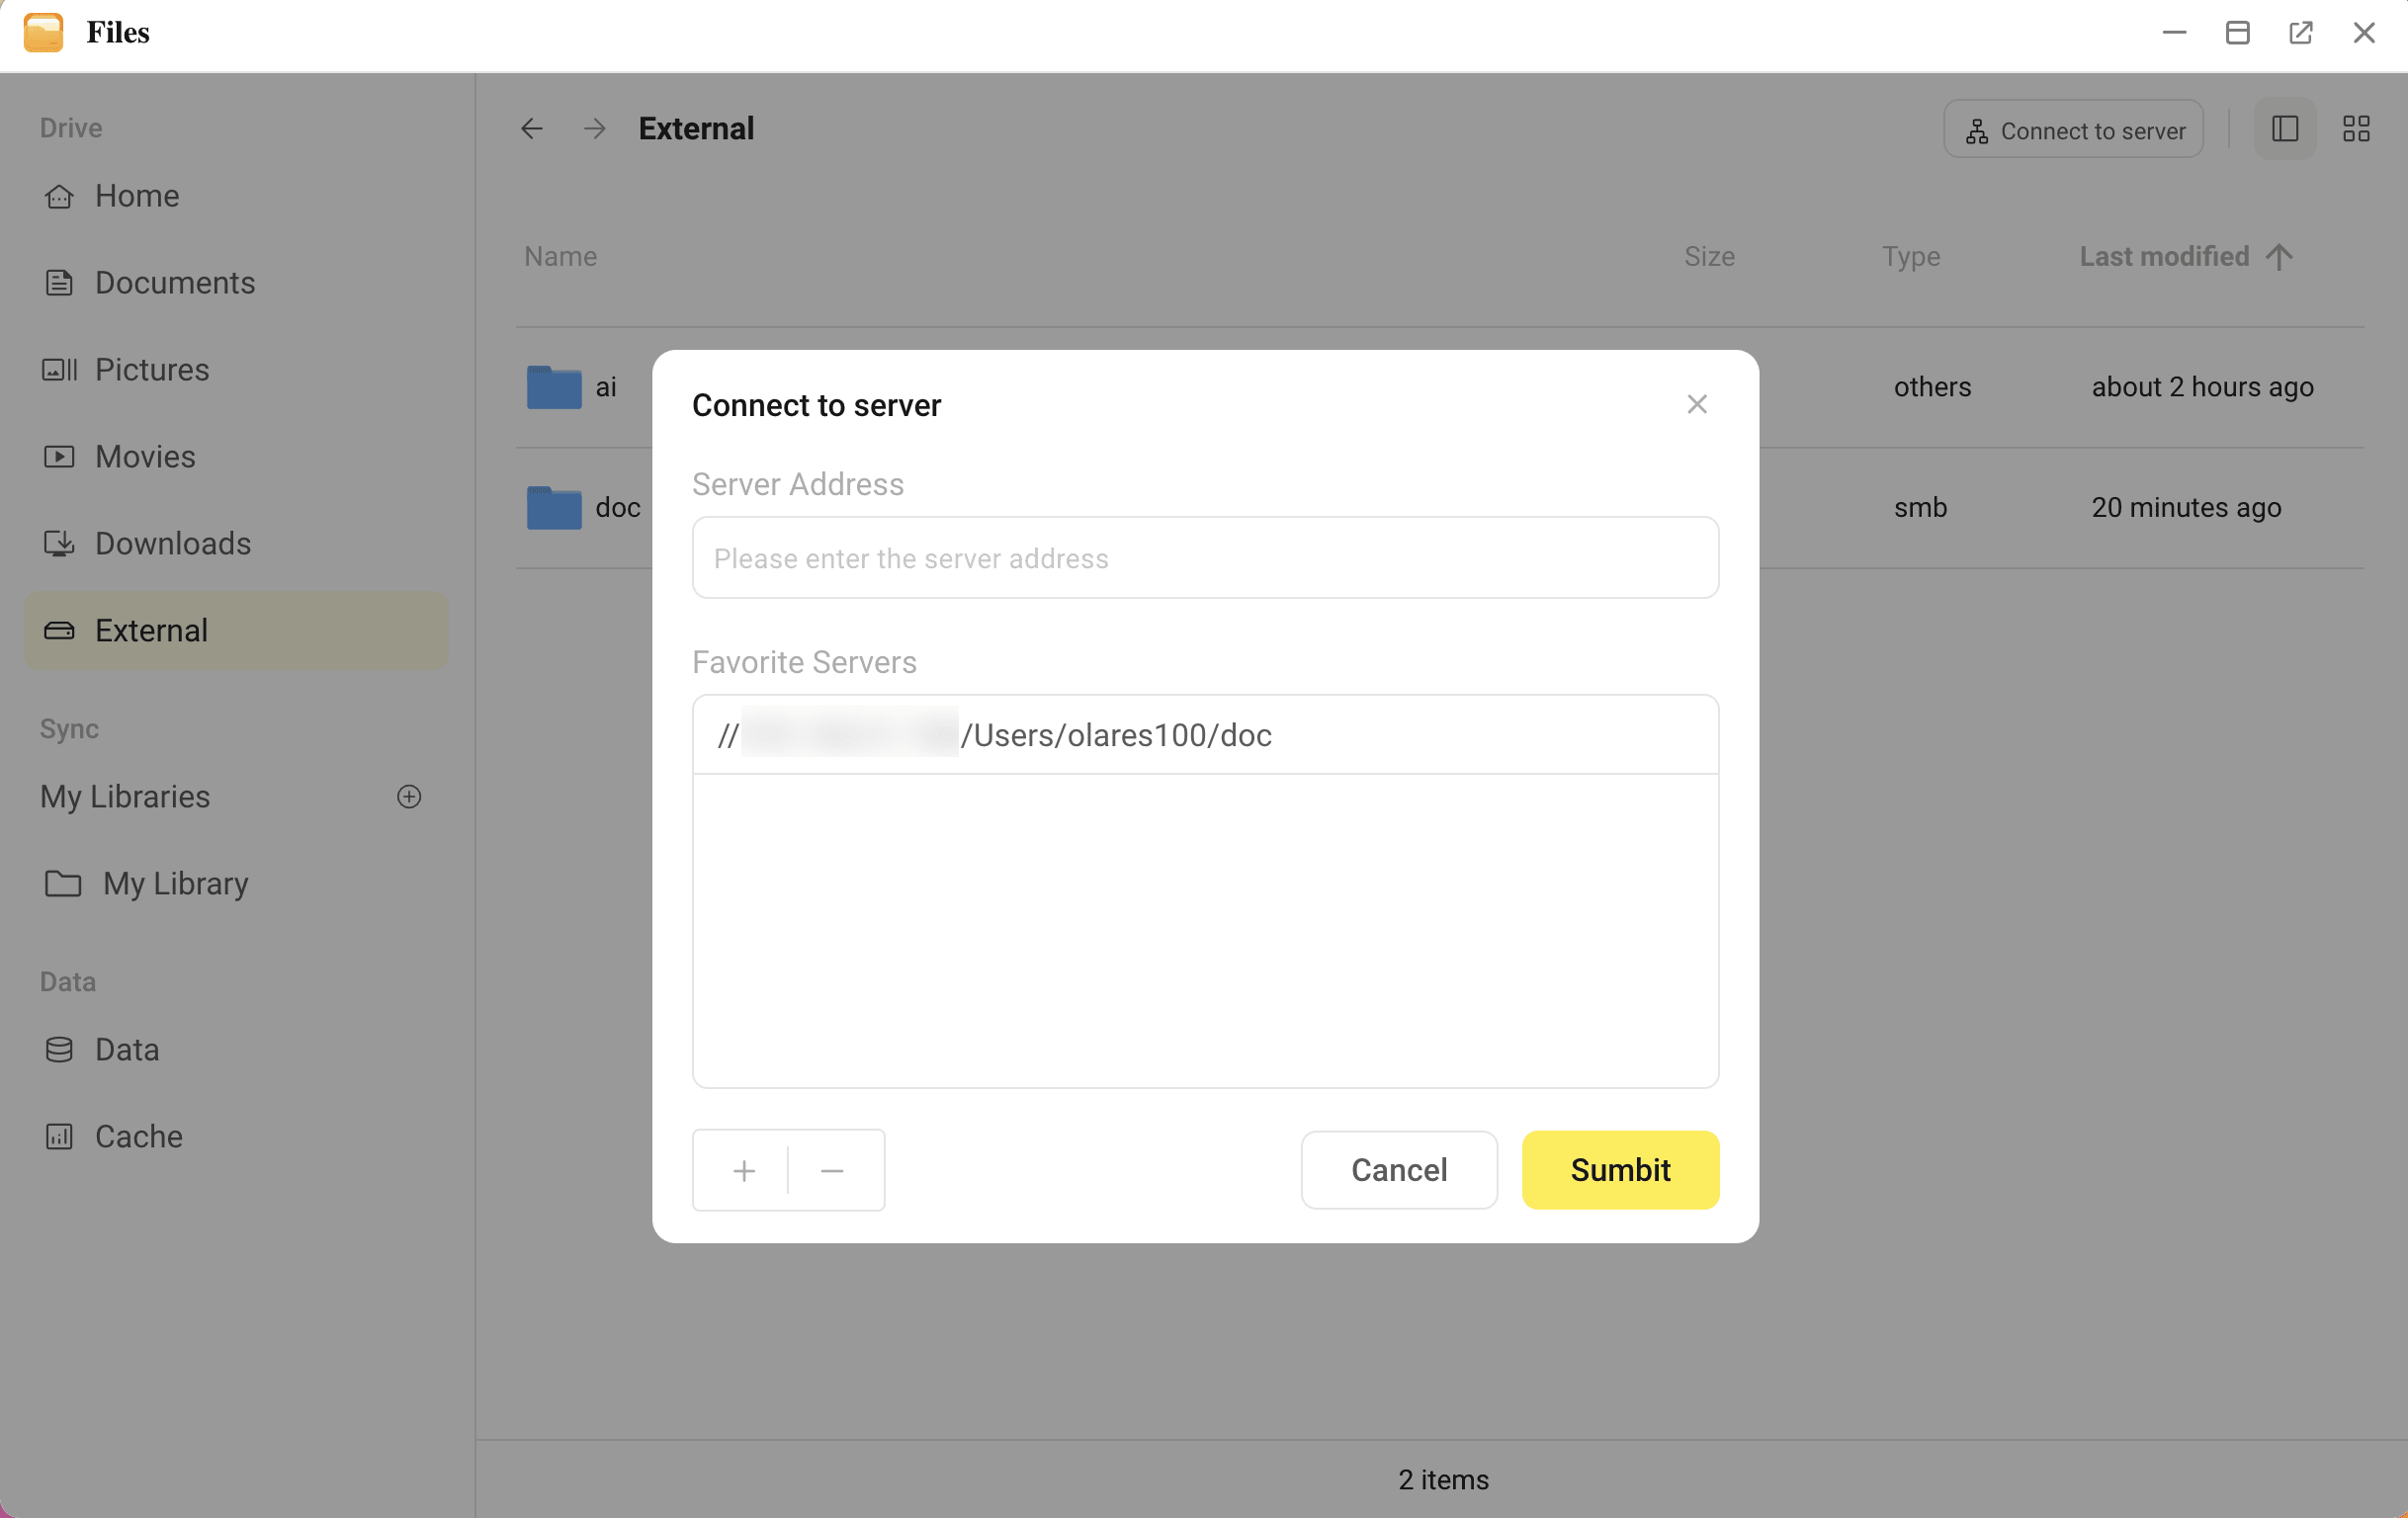 Files
Drive
Home
Documents
Pictures
Movies
Downloads
External
Sync
My Libraries
My Library
Data
Data
Cache
External
Connect to server
Name Size Type Last modified
ai others about 2 hours ago
doc smb 20 minutes ago
Connect to server
Server Address
Please enter the server address
Favorite Servers
// /Users/olares100/doc
Cancel Sumbit
2 items